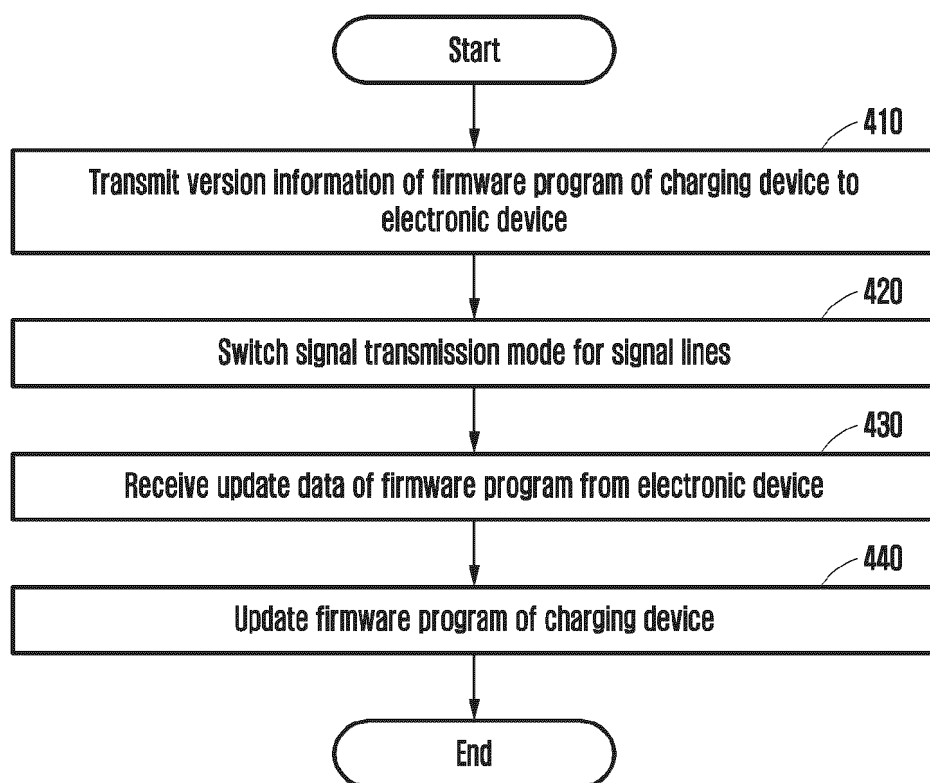 Start
410
Transmit version information of firmware program of charging device to
electronic device
420
Switch signal transmission mode for signal lines
430
Receive update data of firmware program from electronic device
440
Update firmware program of charging device
End